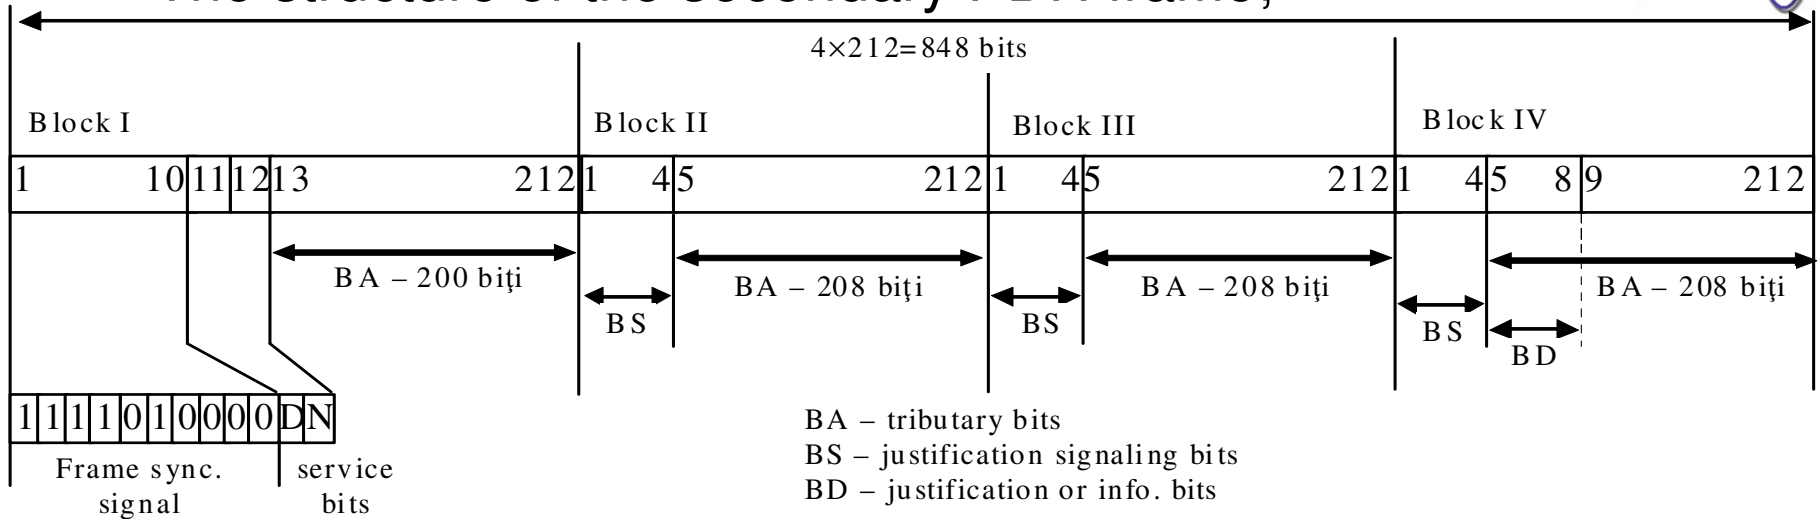 4×212=848 bits
Block I
Block II
Block III
Block IV
1 10 11 12 13 212 1 4 5 212 1 4 5 212 1 4 5 8 9 212
BA – 200 biţi
BA – 208 biţi
BA – 208 biţi
BA – 208 biţi
BS
BS
BS
BD
1 1 1 1 0 1 0 0 0 0 D N
Frame sync.
signal
service
bits
BA – tributary bits
BS – justification signaling bits
BD – justification or info. bits